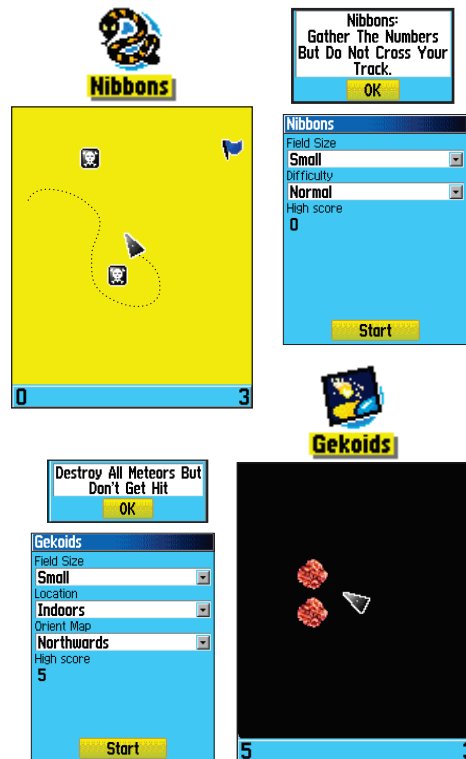 Nibbons
Nibbons:
Gather The Numbers
But Do Not Cross Your
Track.
OK
Nibbons
Field Size
Small
Difficulty
Normal
High score
0
Start
0 3
Gekoids
Destroy All Meteors But
Don't Get Hit
OK
Gekoids
Field Size
Small
Location
Indoors
Orient Map
Northwards
High score
5
Start
5 3